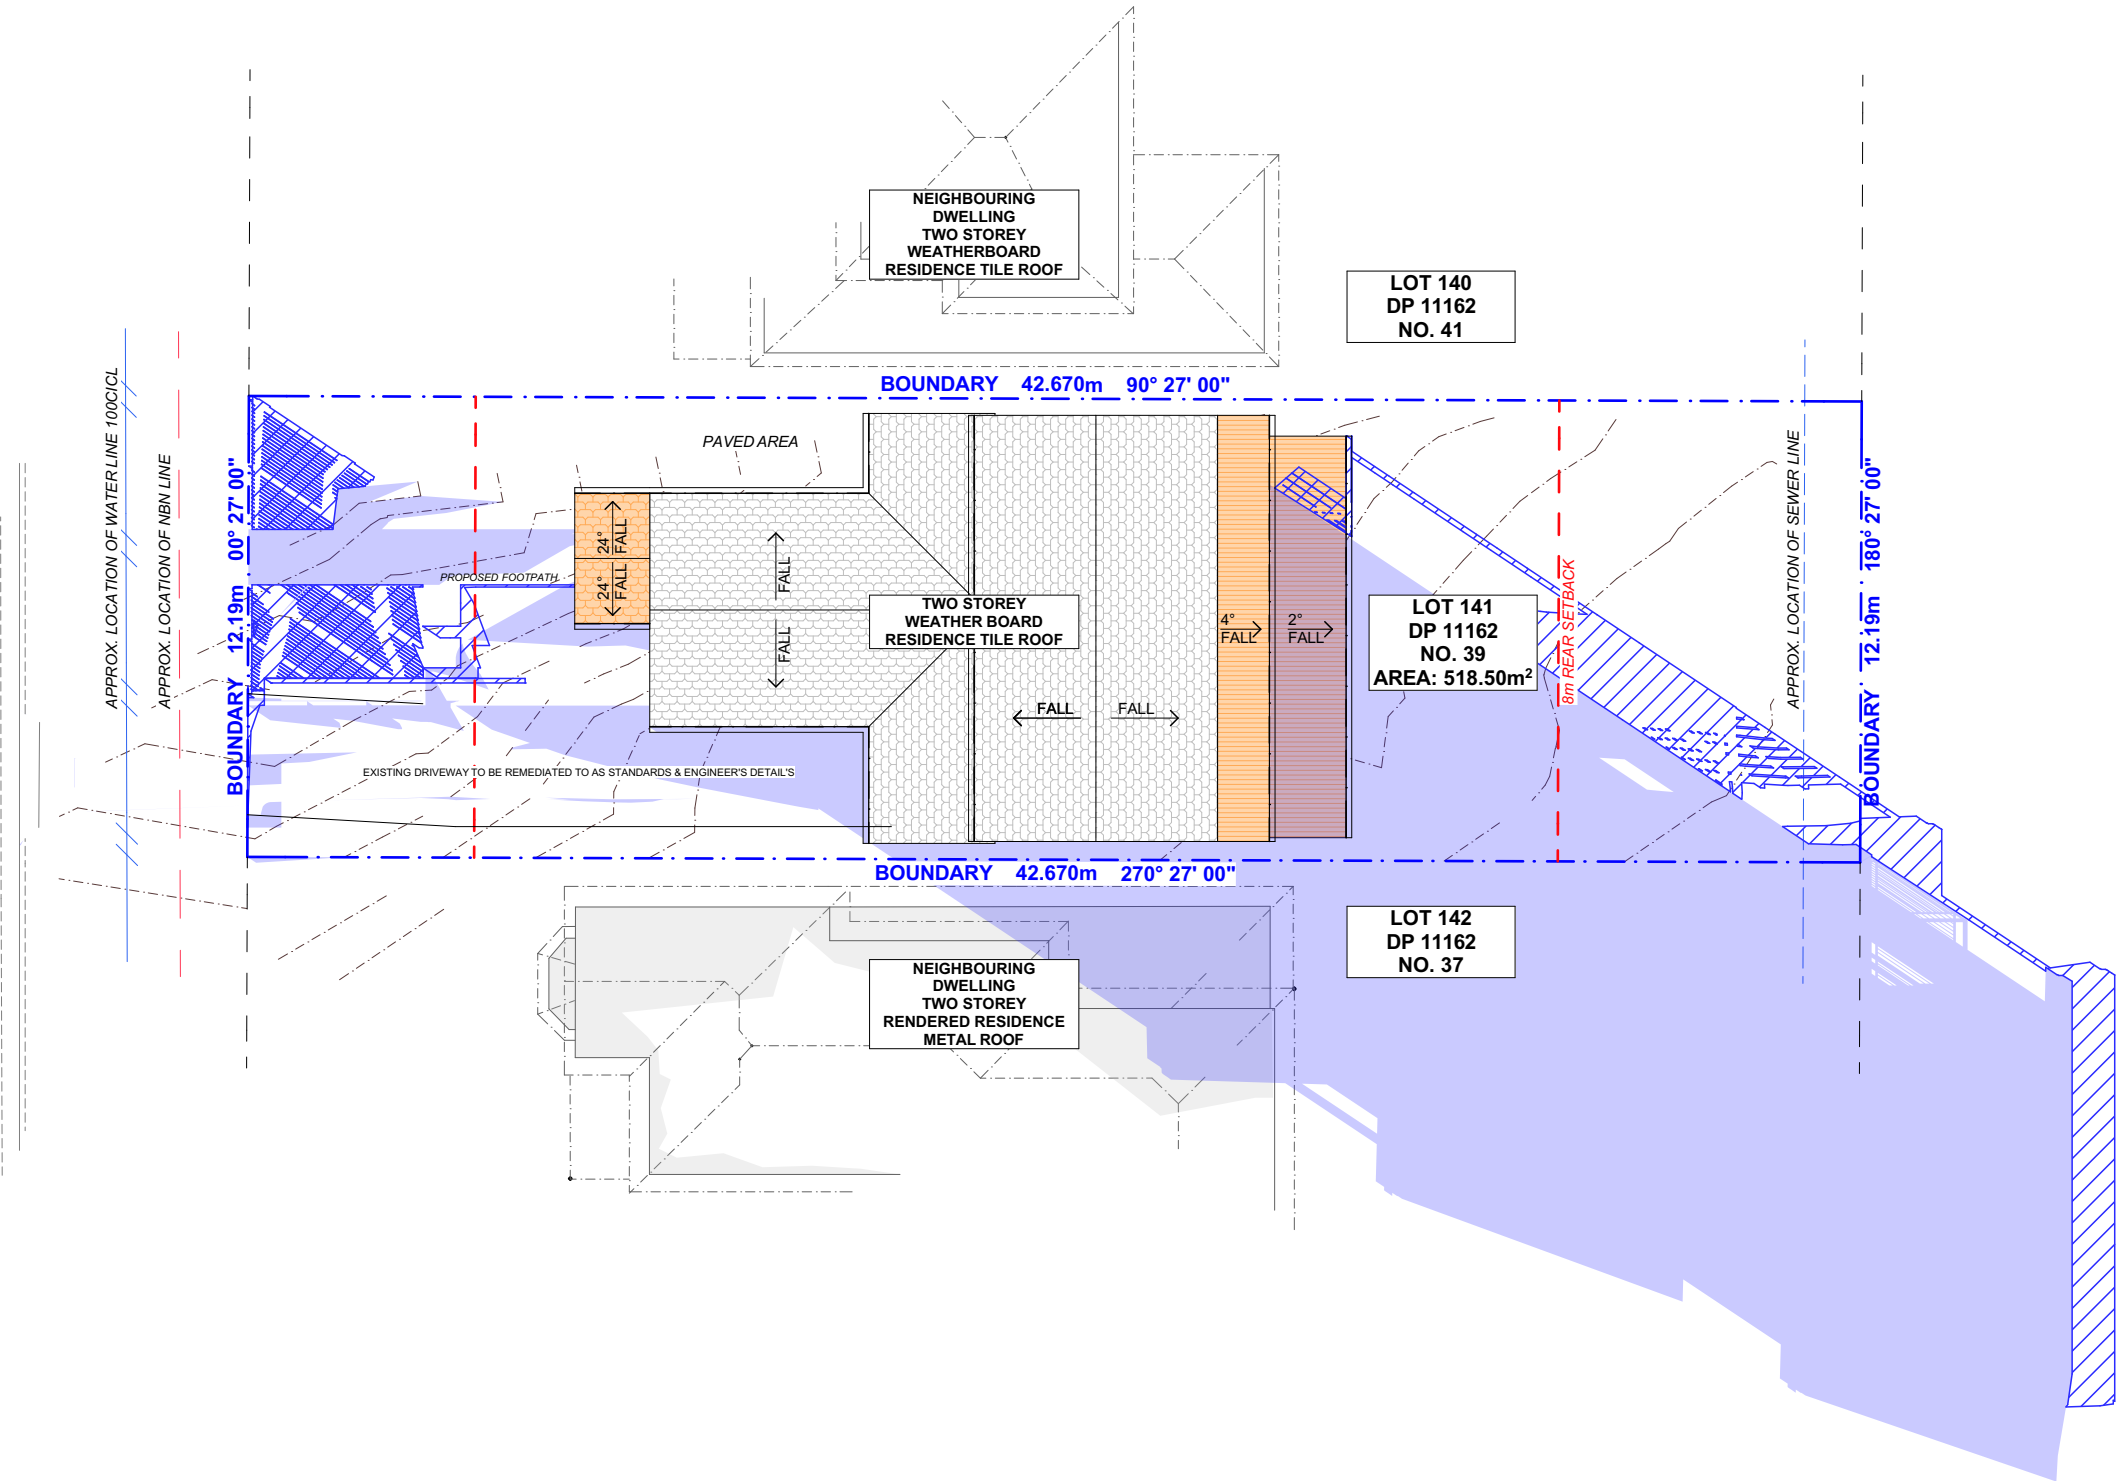 NEIGHBOURING
DWELLING
TWO STOREY
WEATHERBOARD
RESIDENCE TILE ROOF
LOT 140
DP 11162
NO. 41
BOUNDARY 42.670m 90° 27' 00"
APPROX. LOCATION OF WATER LINE 100CICL
APPROX. LOCATION OF NBN LINE
BOUNDARY 12.19m 00° 27' 00"
PAVED AREA
PROPOSED FOOTPATH
24°
FALL
24°
FALL
FALL
FALL
TWO STOREY
WEATHER BOARD
RESIDENCE TILE ROOF
FALL
FALL
4°
FALL
2°
FALL
LOT 141
DP 11162
NO. 39
AREA: 518.50m²
8m REAR SETBACK
APPROX. LOCATION OF SEWER LINE
BOUNDARY 12.19m 180° 27' 00"
EXISTING DRIVEWAY TO BE REMEDIATED TO AS STANDARDS & ENGINEER'S DETAIL'S
BOUNDARY 42.670m 270° 27' 00"
NEIGHBOURING
DWELLING
TWO STOREY
RENDERED RESIDENCE
METAL ROOF
LOT 142
DP 11162
NO. 37